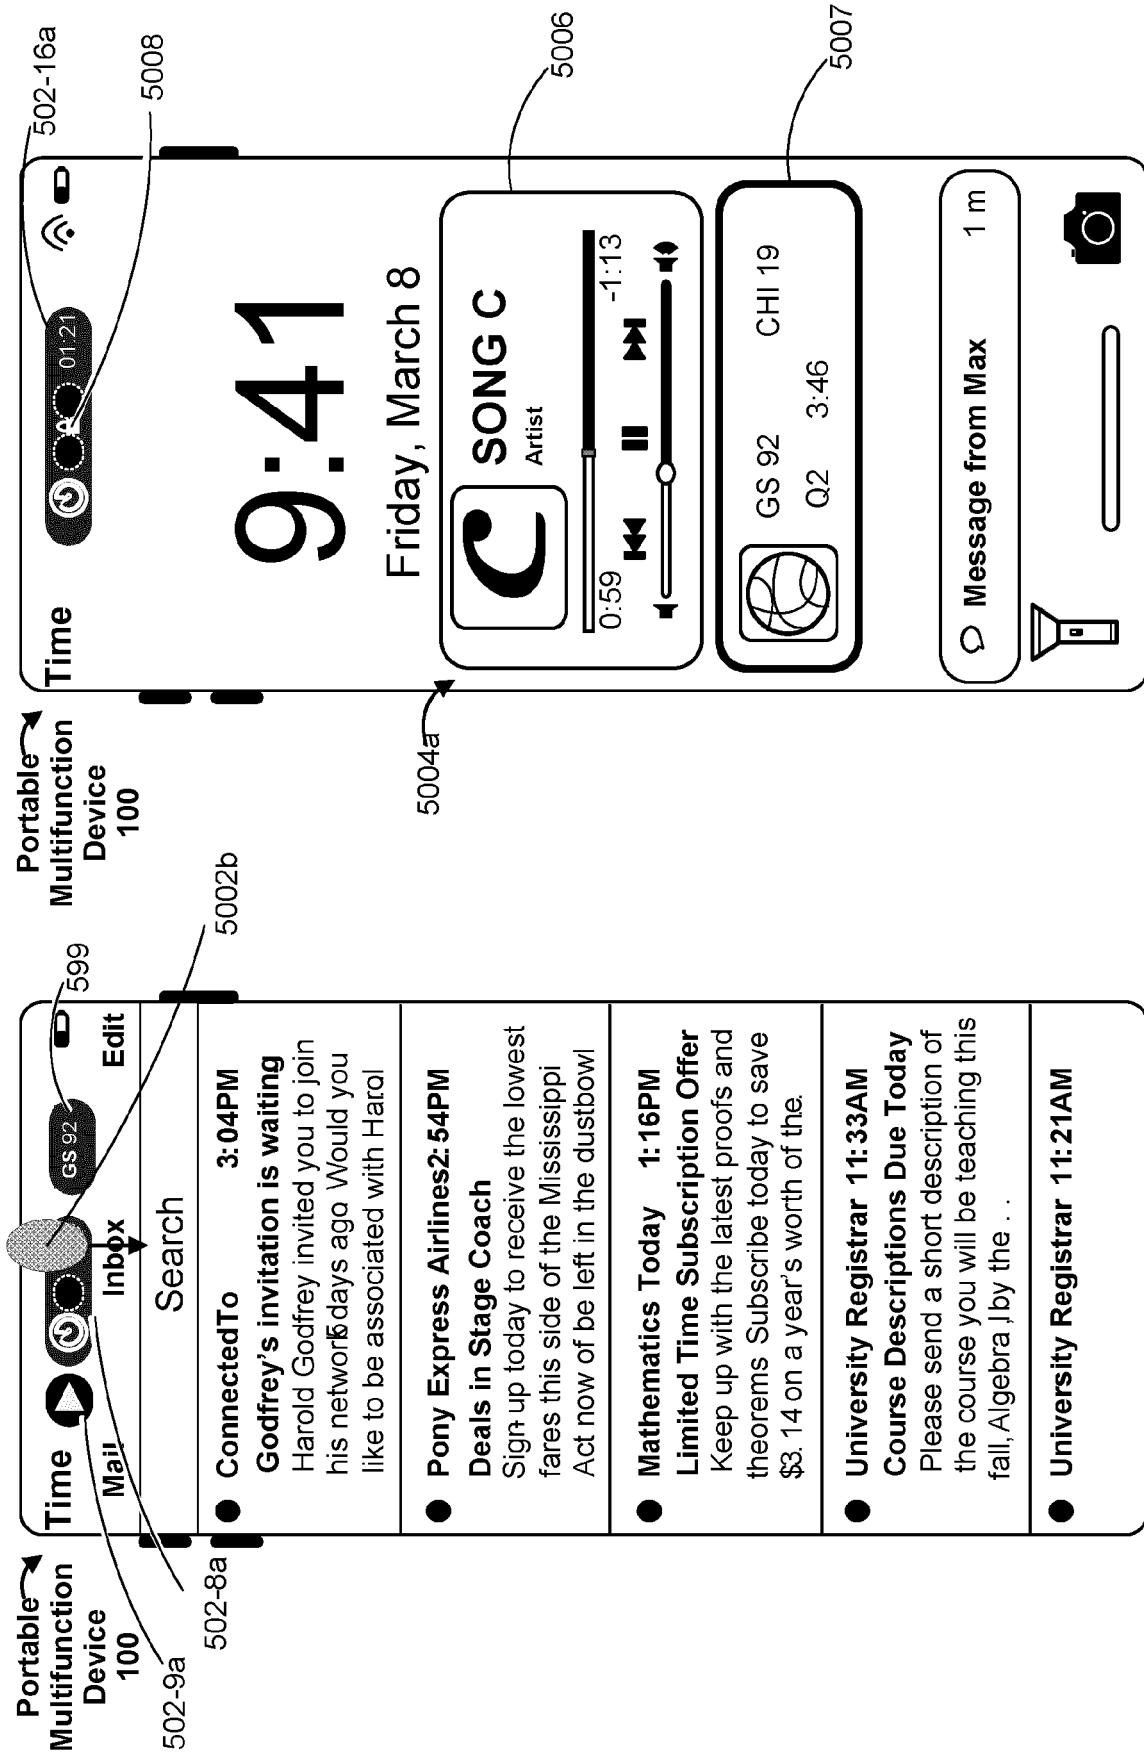 Portable
Multifunction
Device
100
502-9a
502-8a
599
5002b
Time
GS 92
Mail
Inbox
Edit
Search
ConnectedTo 3:04PM
Godfrey's invitation is waiting
Harold Godfrey invited you to join
his network 6 days ago Would you
like to be associated with Harol
Pony Express Airlines 2:54PM
Deals in Stage Coach
Sign up today to receive the lowest
fares this side of the Mississippi
Act now of be left in the dustbowl
Mathematics Today 1:16PM
Limited Time Subscription Offer
Keep up with the latest proofs and
theorems Subscribe today to save
$3.14 on a year's worth of the.
University Registrar 11:33AM
Course Descriptions Due Today
Please send a short description of
the course you will be teaching this
fall, Algebra I, by the . . .
University Registrar 11:21AM
Portable
Multifunction
Device
100
502-16a
5008
5004a
5006
5007
Time
01:21
9:41
Friday, March 8
C
SONG C
Artist
0:59
-1:13
GS 92 CHI 19
Q2 3:46
Message from Max 1 m